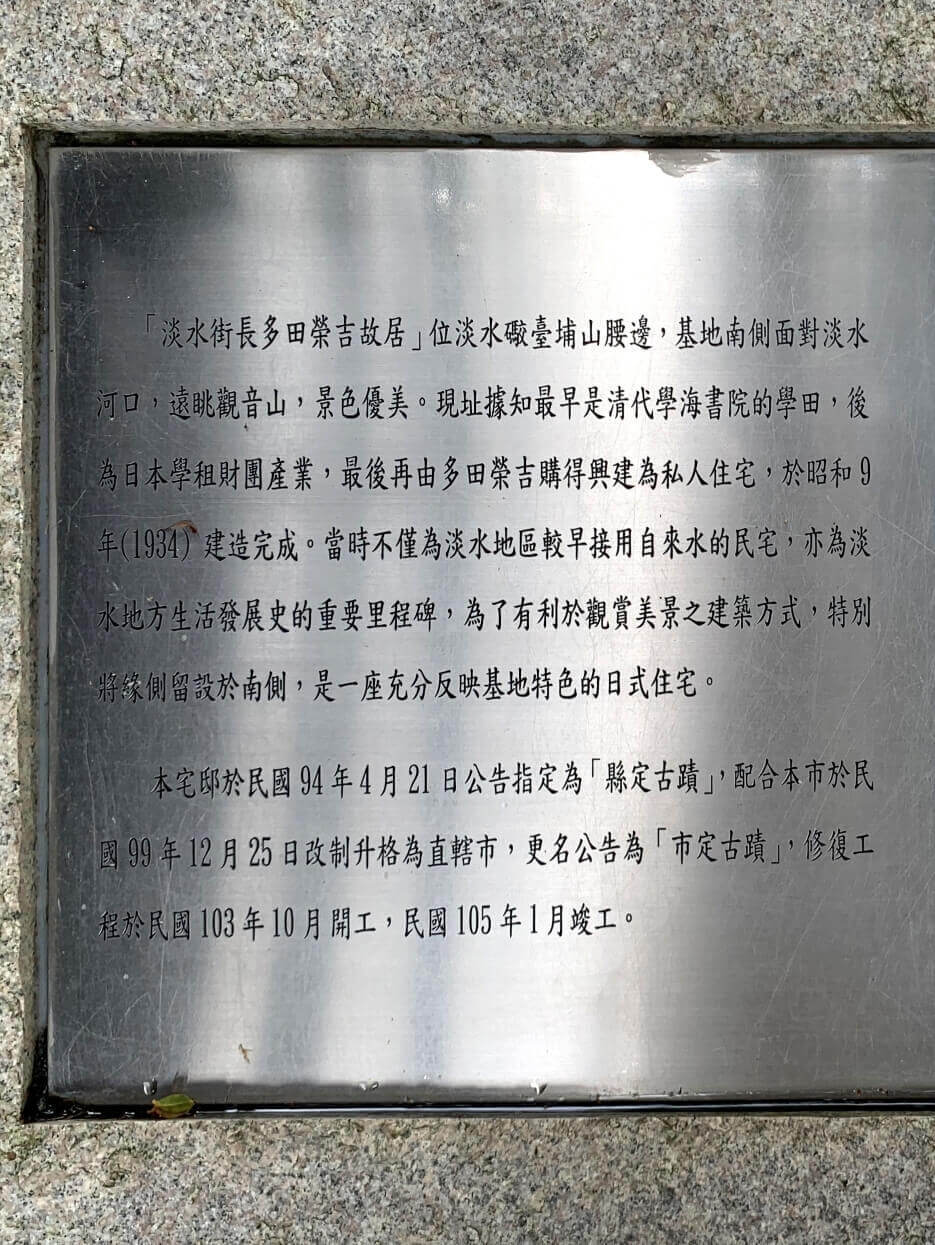 「淡水街長多田榮吉故居」位淡水礮臺埔山腰邊，基地南側面對淡水
河口，遠眺觀音山，景色優美。現址據知最早是清代學海書院的學田，後
為日本學租財團產業，最後再由多田榮吉購得興建為私人住宅，於昭和9
年(1934) 建造完成。當時不僅為淡水地區較早接用自來水的民宅，亦為淡
水地方生活發展史的重要里程碑，為了有利於觀賞美景之建築方式，特別
將緣側留設於南側，是一座充分反映基地特色的日式住宅。
本宅邸於民國94年4月21日公告指定為「縣定古蹟」，配合本市於民
國99年12月25日改制升格為直轄市，更名公告為「市定古蹟」，修復工
程於民國103年10月開工，民國105年1月竣工。